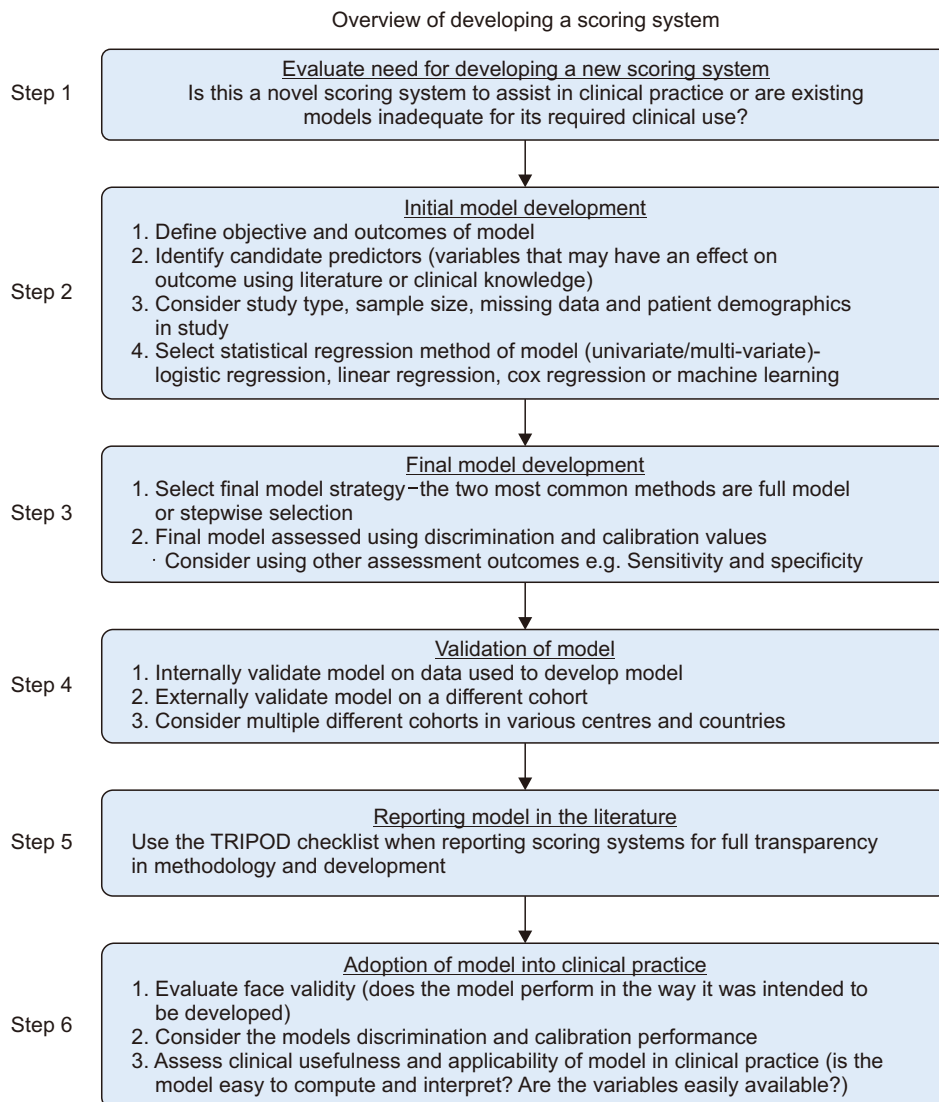 Overview of developing a scoring system
Step 1
Evaluate need for developing a new scoring system
Is this a novel scoring system to assist in clinical practice or are existing
models inadequate for its required clinical use?
Step 2
Initial model development
1. Define objective and outcomes of model
2. Identify candidate predictors (variables that may have an effect on
outcome using literature or clinical knowledge)
3. Consider study type, sample size, missing data and patient demographics
in study
4. Select statistical regression method of model (univariate/multi-variate)-
logistic regression, linear regression, cox regression or machine learning
Step 3
Final model development
1. Select final model strategy−the two most common methods are full model
or stepwise selection
2. Final model assessed using discrimination and calibration values
· Consider using other assessment outcomes e.g. Sensitivity and specificity
Step 4
Validation of model
1. Internally validate model on data used to develop model
2. Externally validate model on a different cohort
3. Consider multiple different cohorts in various centres and countries
Step 5
Reporting model in the literature
Use the TRIPOD checklist when reporting scoring systems for full transparency
in methodology and development
Step 6
Adoption of model into clinical practice
1. Evaluate face validity (does the model perform in the way it was intended to
be developed)
2. Consider the models discrimination and calibration performance
3. Assess clinical usefulness and applicability of model in clinical practice (is the
model easy to compute and interpret? Are the variables easily available?)